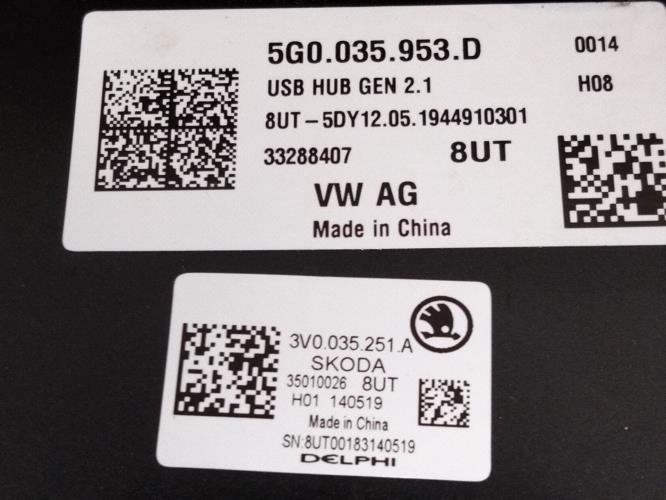 5G0.035.953.D 0014
USB HUB GEN 2.1 H08
8UT-5DY12.05.1944910301
33288407 8UT
VW AG
Made in China
3V0.035.251.A
SKODA
35010026 8UT
H01 140519
Made in China
SN:8UT00183140519
DELPHI